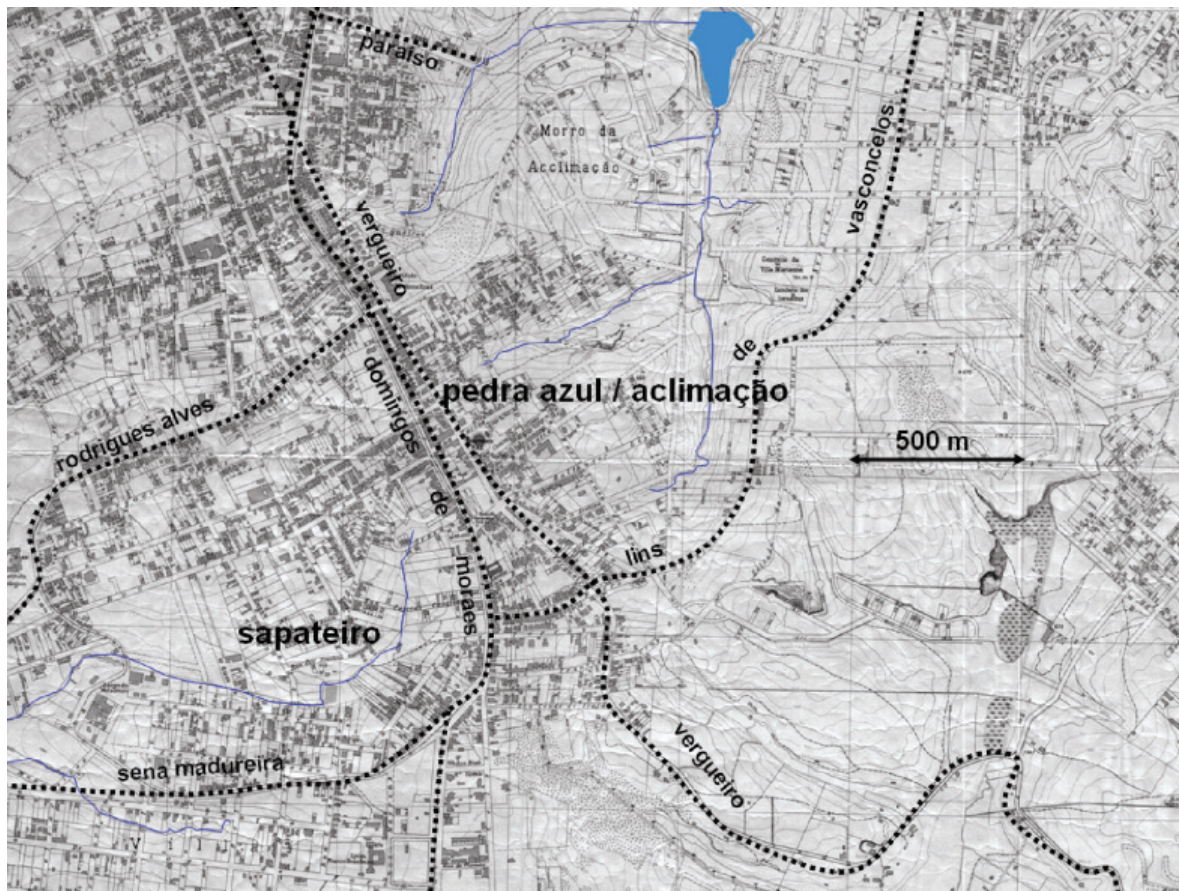 paraíso
vergueiro
Morro da
Acclimação
vasconcelos
de
pedra azul / aclimação
domingos
rodrigues alves
500 m
de
lins
moraes
sapateiro
vergueiro
sena madureira